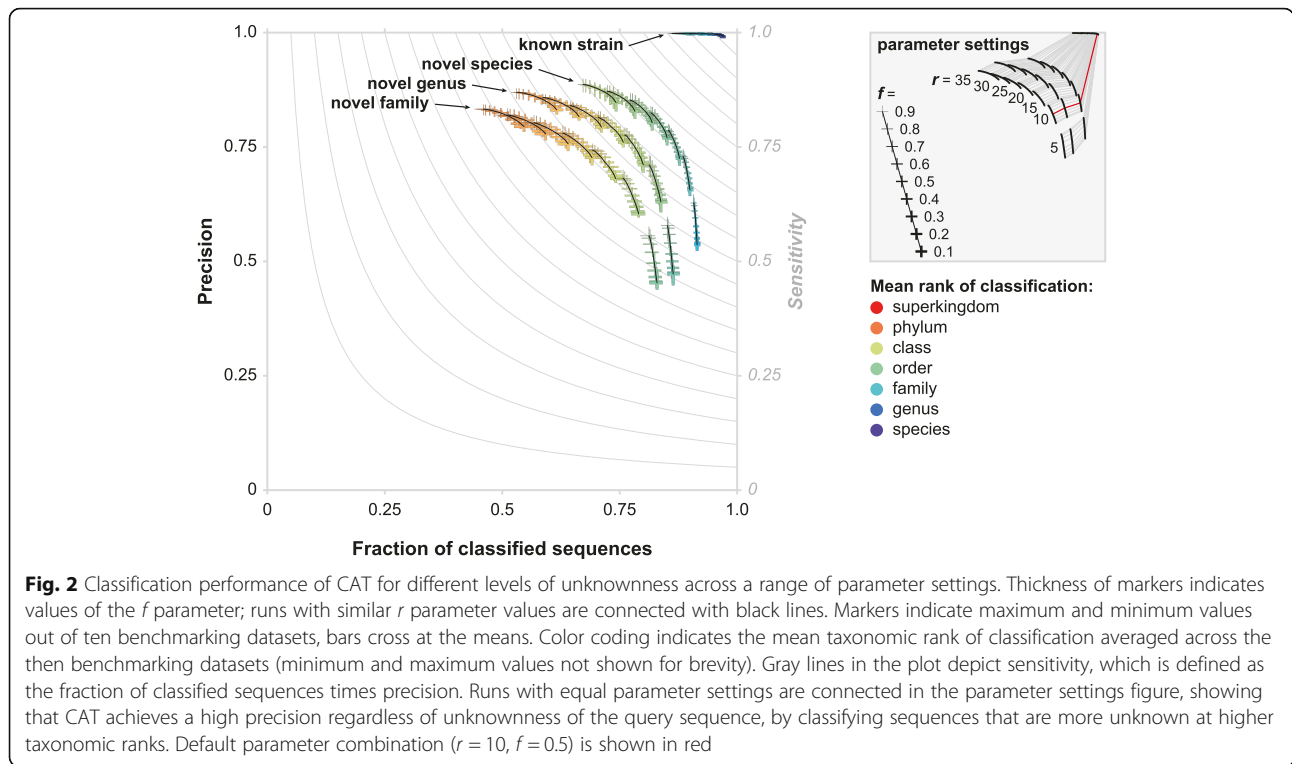 1.0
0.75
0.5
0.25
0
Precision
0
0.25
0.5
0.75
1.0
Fraction of classified sequences
1.0
0.75
0.5
0.25
0
Sensitivity
known strain
novel species
novel genus
novel family
parameter settings
r = 35
30
25
20
15
10
5
f =
0.9
0.8
0.7
0.6
0.5
0.4
0.3
0.2
0.1
Mean rank of classification:
superkingdom
phylum
class
order
family
genus
species
Fig. 2 Classification performance of CAT for different levels of unknownness across a range of parameter settings. Thickness of markers indicates
values of the f parameter; runs with similar r parameter values are connected with black lines. Markers indicate maximum and minimum values
out of ten benchmarking datasets, bars cross at the means. Color coding indicates the mean taxonomic rank of classification averaged across the
then benchmarking datasets (minimum and maximum values not shown for brevity). Gray lines in the plot depict sensitivity, which is defined as
the fraction of classified sequences times precision. Runs with equal parameter settings are connected in the parameter settings figure, showing
that CAT achieves a high precision regardless of unknownness of the query sequence, by classifying sequences that are more unknown at higher
taxonomic ranks. Default parameter combination (r = 10, f = 0.5) is shown in red